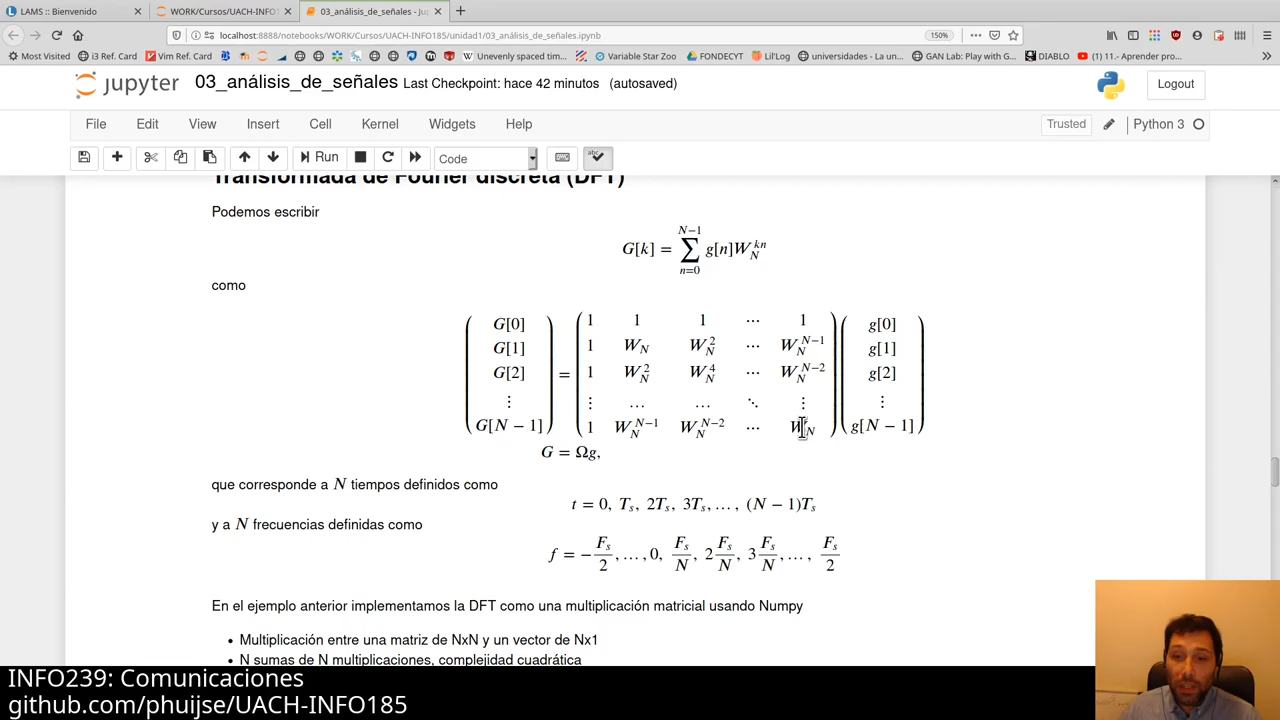 LAMS :: Bienvenido
WORK/Cursos/UACH-INFO1
03_análisis_de_señales - Ju
localhost:8888/notebooks/WORK/Cursos/UACH-INFO185/unidad1/03_análisis_de_señales.ipynb
150%
Most Visited
i3 Ref. Card
Vim Ref. Card
Unevenly spaced tim...
Variable Star Zoo
FONDECYT
Lil'Log
universidades - La un...
GAN Lab: Play with G...
DIABLO
(1) 11.- Aprender pro...
jupyter 03_análisis_de_señales Last Checkpoint: hace 42 minutos (autosaved)
Logout
File Edit View Insert Cell Kernel Widgets Help
Trusted Python 3
Run Code
Transformada de Fourier discreta (DFT)
Podemos escribir
G[k] = ∑_{n=0}^{N−1} g[n]W_N^{kn}
como
G[0] 1 1 1 ⋯ 1 g[0]
G[1] 1 W_N W_N^2 ⋯ W_N^{N−1} g[1]
G[2] = 1 W_N^2 W_N^4 ⋯ W_N^{N−2} g[2]
⋮ ⋮ … … ⋱ ⋮ ⋮
G[N − 1] 1 W_N^{N−1} W_N^{N−2} ⋯ W_N g[N − 1]
G = Ωg,
que corresponde a N tiempos definidos como
t = 0, T_s, 2T_s, 3T_s, … , (N − 1)T_s
y a N frecuencias definidas como
f = −F_s/2, … , 0, F_s/N, 2 F_s/N, 3 F_s/N, … , F_s/2
En el ejemplo anterior implementamos la DFT como una multiplicación matricial usando Numpy
• Multiplicación entre una matriz de NxN y un vector de Nx1
• N sumas de N multiplicaciones, complejidad cuadrática
INFO239: Comunicaciones
github.com/phuijse/UACH-INFO185